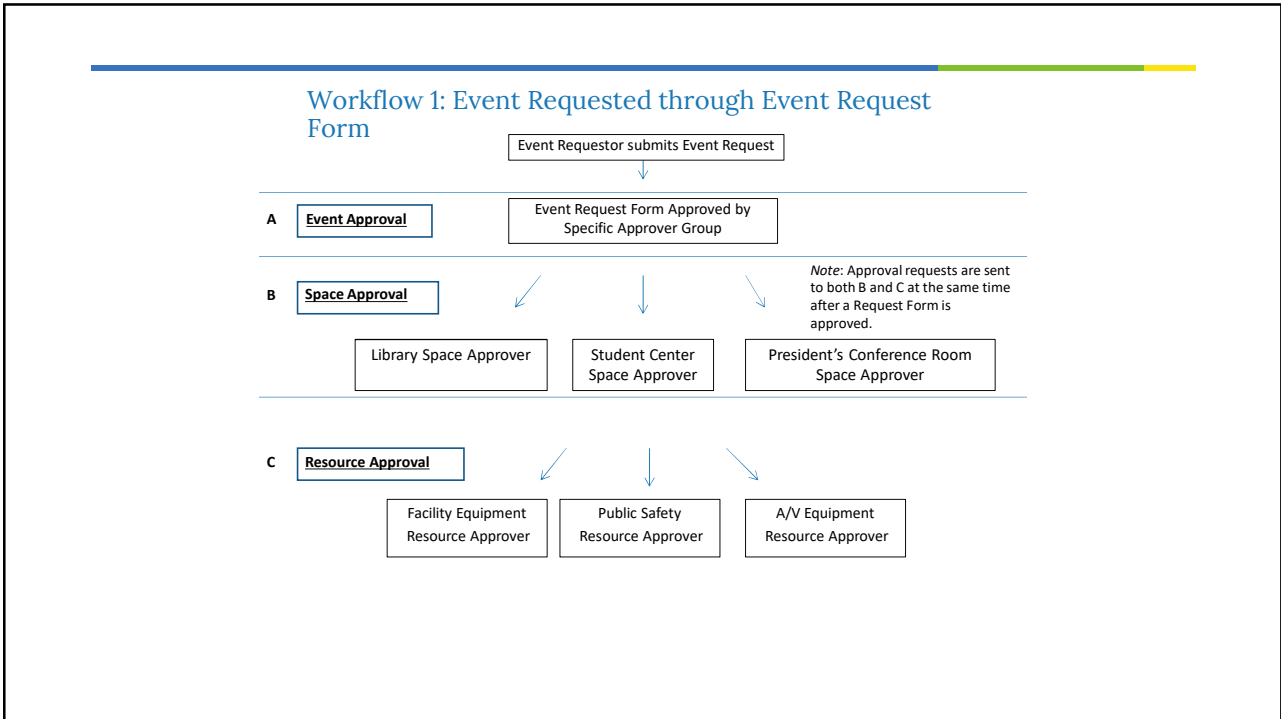 Workflow 1: Event Requested through Event Request
Form
Event Requestor submits Event Request
A
Event Approval
Event Request Form Approved by
Specific Approver Group
B
Space Approval
Note: Approval requests are sent
to both B and C at the same time
after a Request Form is
approved.
Library Space Approver
Student Center
Space Approver
President’s Conference Room
Space Approver
C
Resource Approval
Facility Equipment
Resource Approver
Public Safety
Resource Approver
A/V Equipment
Resource Approver